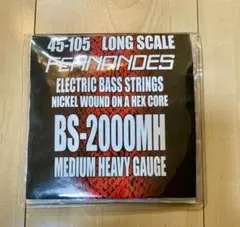 45-105 LONG SCALE
FERNANDES
ELECTRIC BASS STRINGS
NICKEL WOUND ON A HEX CORE
BS-2000MH
MEDIUM HEAVY GAUGE